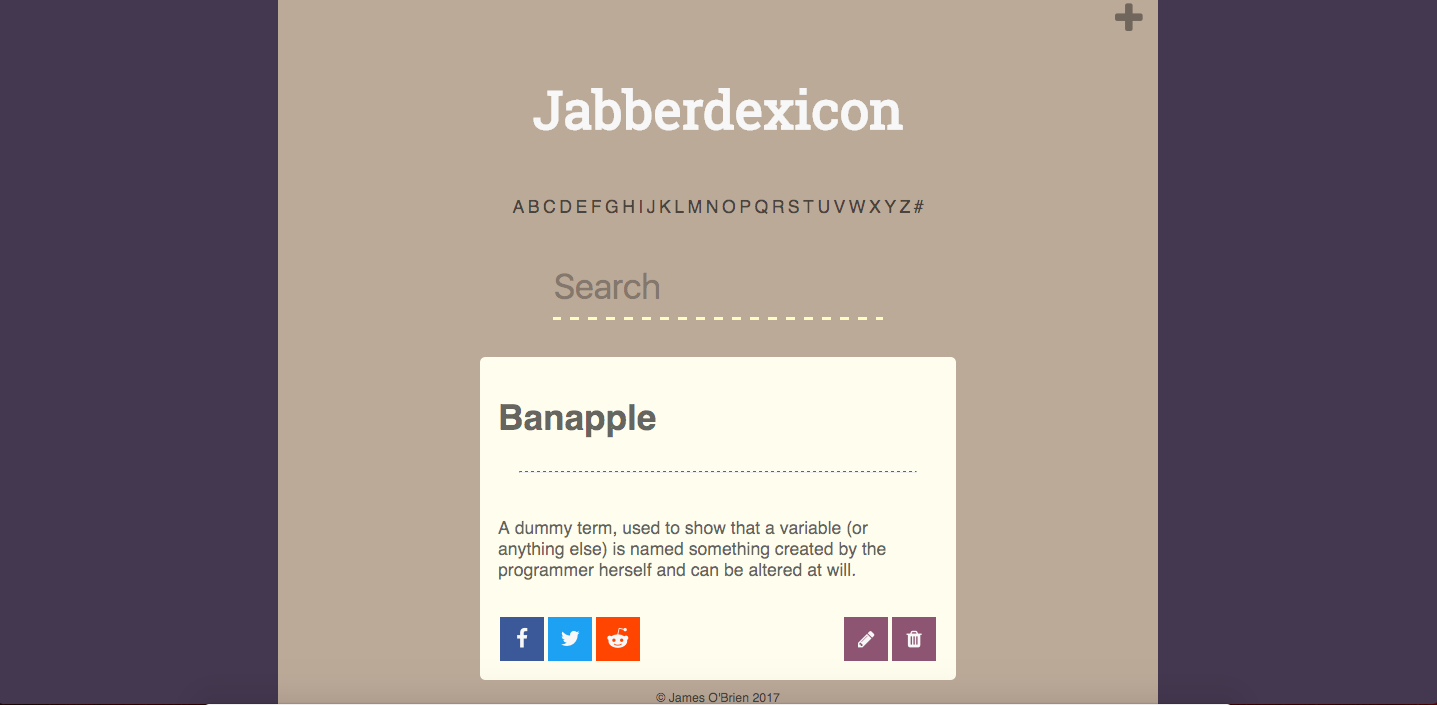 Jabberdexicon
A B C D E F G H I J K L M N O P Q R S T U V W X Y Z #
Search
Banapple
A dummy term, used to show that a variable (or
anything else) is named something created by the
programmer herself and can be altered at will.
© James O'Brien 2017